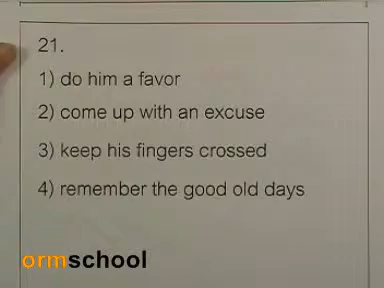 21.
1) do him a favor
2) come up with an excuse
3) keep his fingers crossed
4) remember the good old days
ormschool